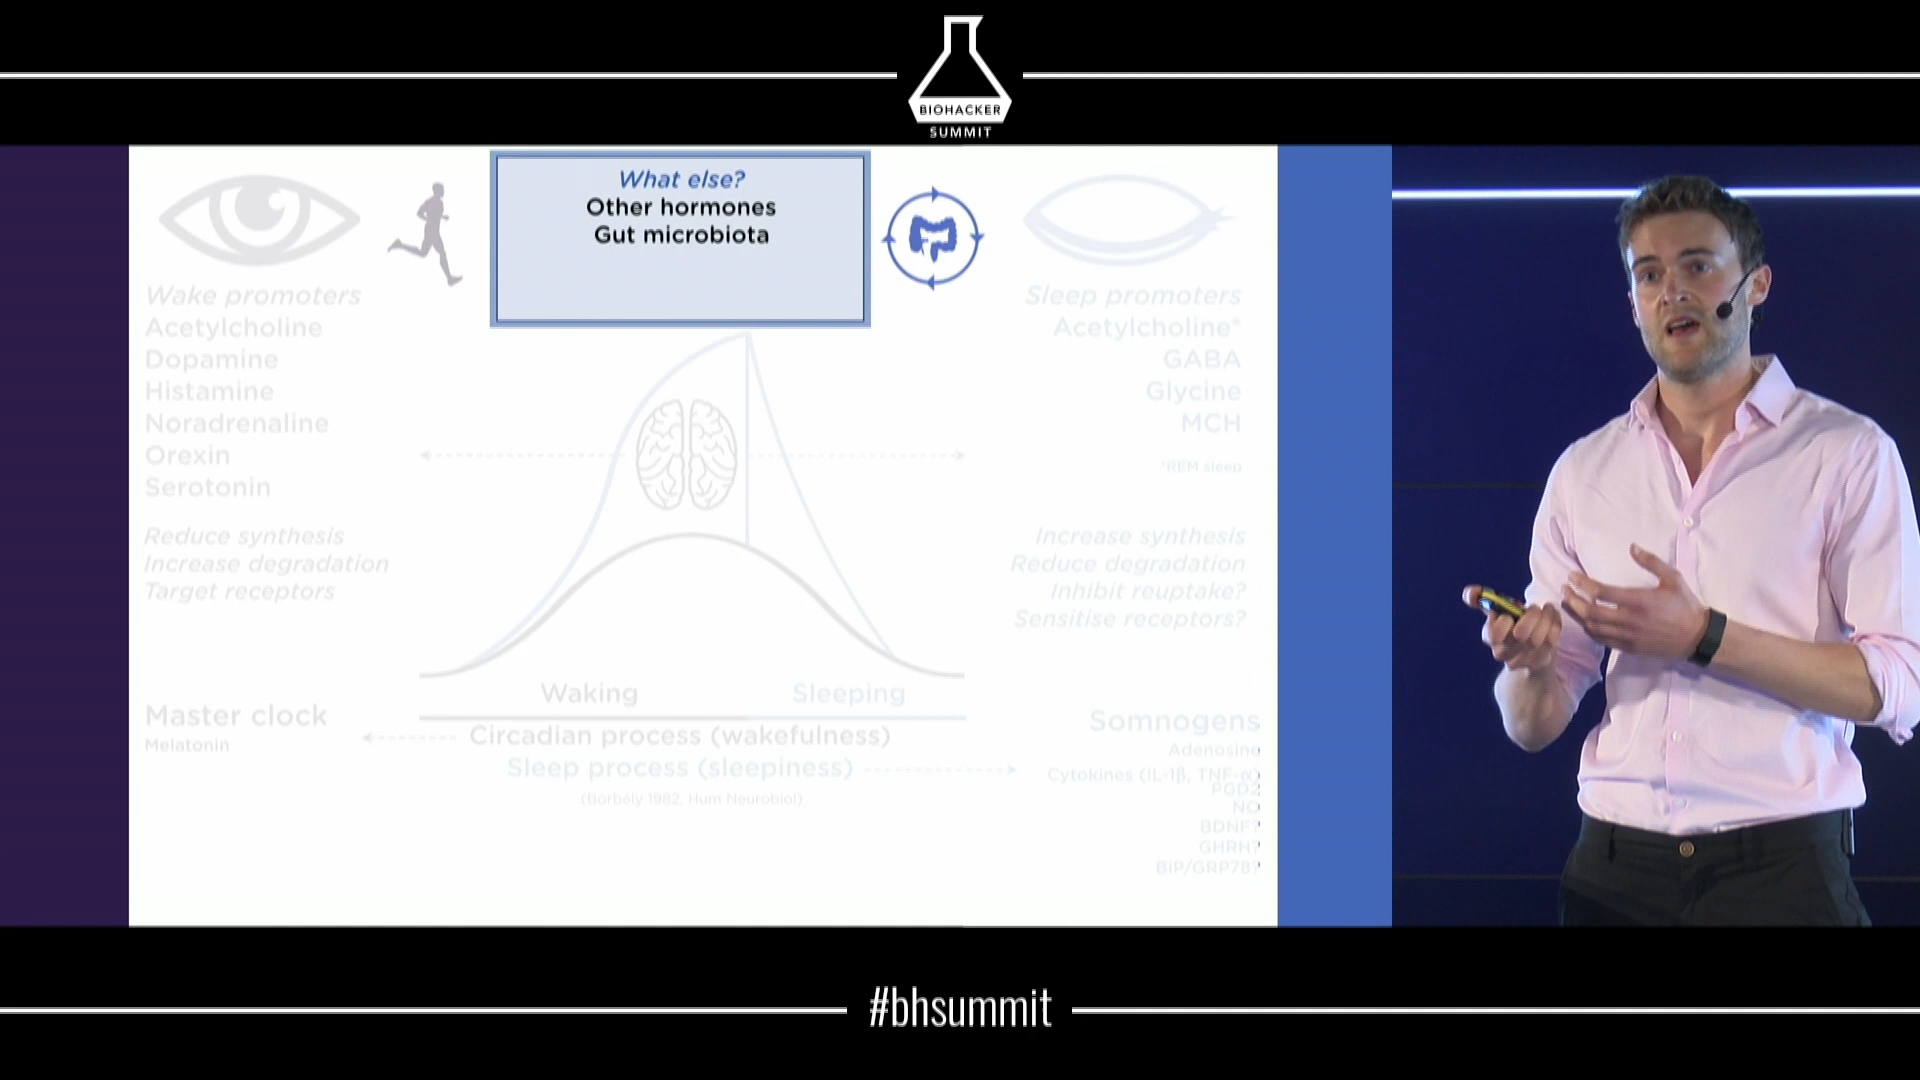 BIOHACKER
SUMMIT
What else?
Other hormones
Gut microbiota
Wake promoters
Acetylcholine
Dopamine
Histamine
Noradrenaline
Orexin
Serotonin
Reduce synthesis
Increase degradation
Target receptors
Master clock
Melatonin
Sleep promoters
Acetylcholine*
GABA
Glycine
MCH
*REM sleep
Increase synthesis
Reduce degradation
Inhibit reuptake?
Sensitise receptors?
Waking
Sleeping
Circadian process (wakefulness)
Sleep process (sleepiness)
(Borbély 1982, Hum Neurobiol)
Somnogens
Adenosine
Cytokines (IL-1β, TNF-α)
PGD2
NO
BDNF?
GHRH?
BiP/GRP78?
#bhsummit